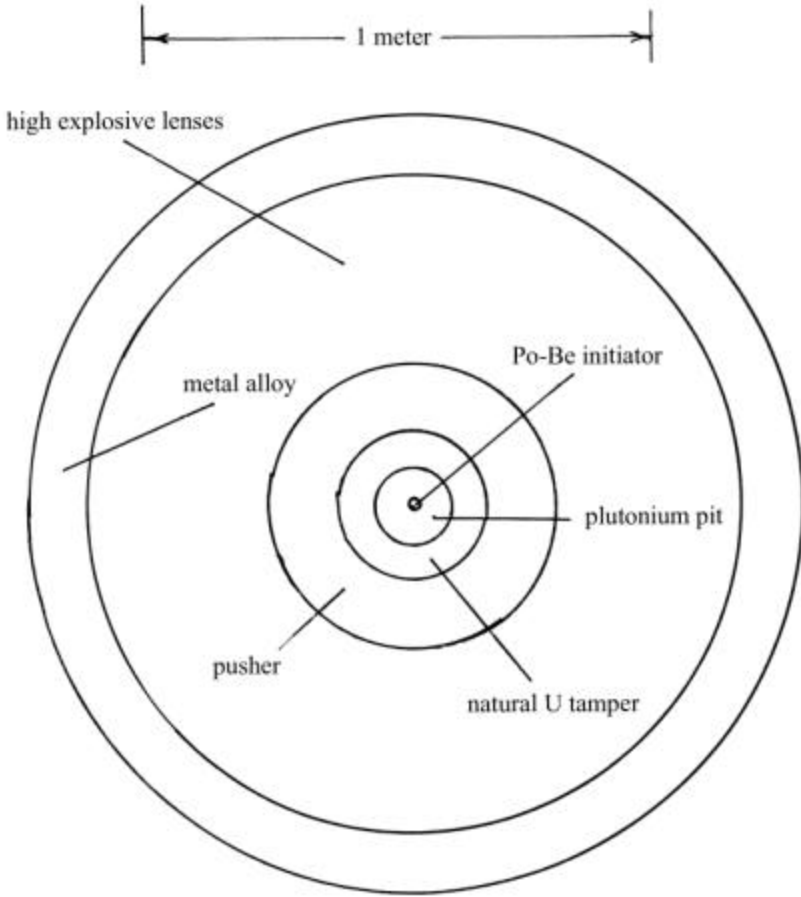 1 meter
high explosive lenses
Po-Be initiator
metal alloy
plutonium pit
pusher
natural U tamper